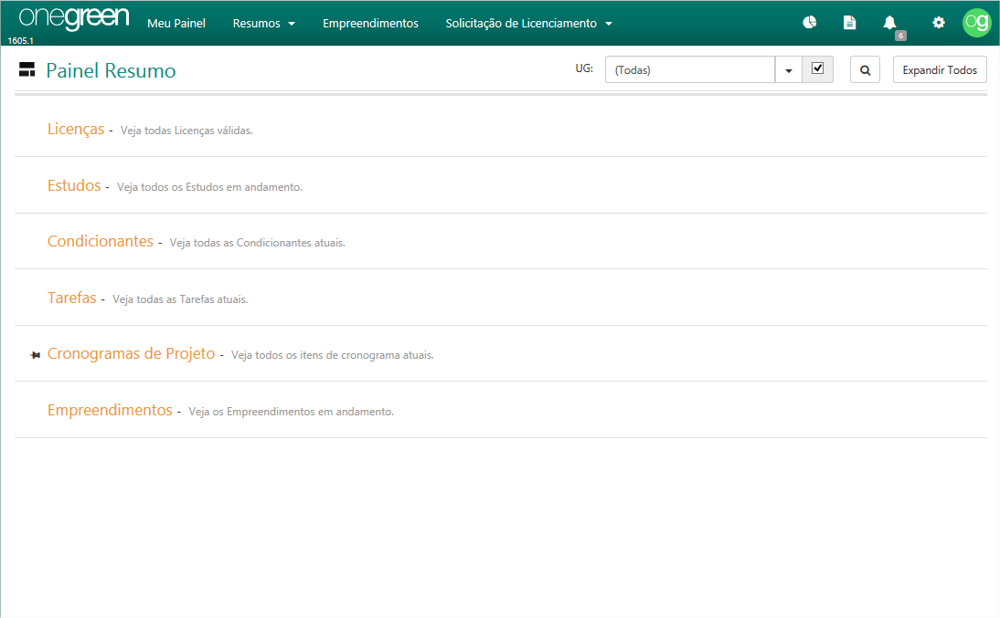 onegreen Meu Painel Resumos Empreendimentos Solicitação de Licenciamento 6 og
1605.1
Painel Resumo UG: (Todas) Expandir Todos
Licenças - Veja todas Licenças válidas.
Estudos - Veja todos os Estudos em andamento.
Condicionantes - Veja todas as Condicionantes atuais.
Tarefas - Veja todas as Tarefas atuais.
Cronogramas de Projeto - Veja todos os itens de cronograma atuais.
Empreendimentos - Veja os Empreendimentos em andamento.